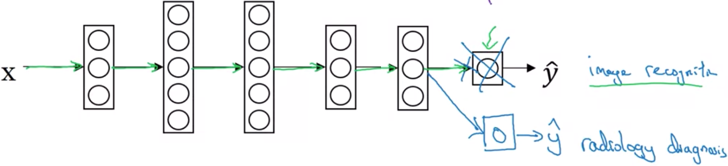 x
ŷ image recognitn
ŷ radiology diagnosis